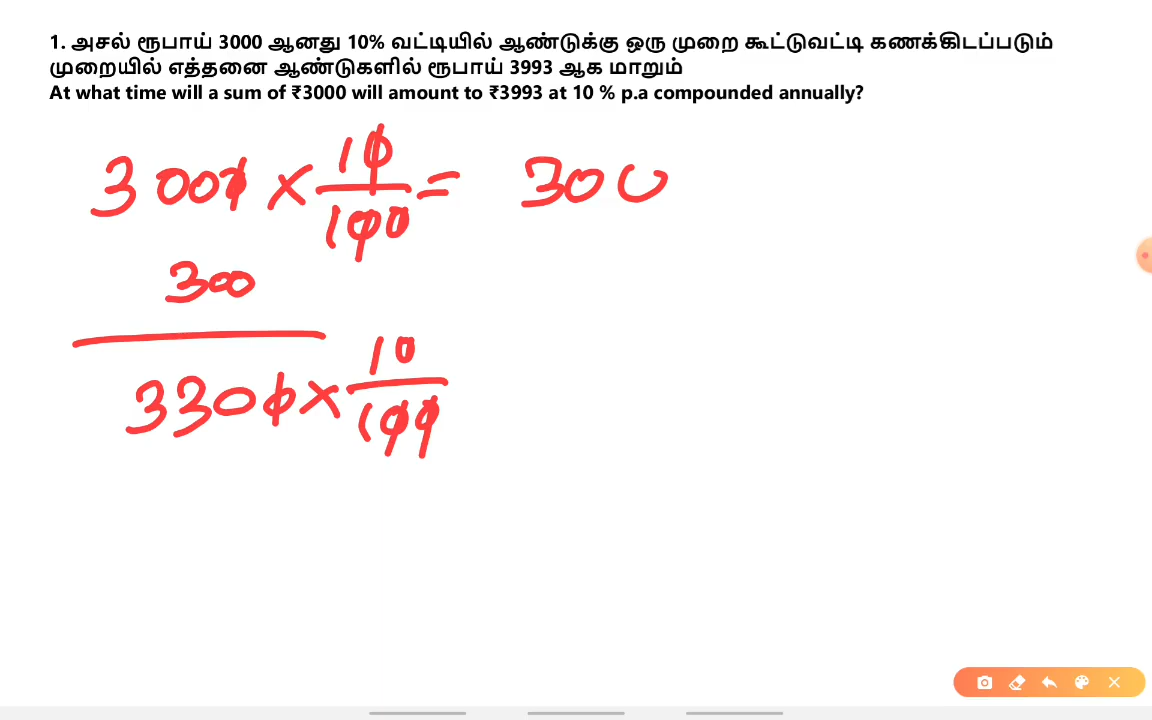 1. அசல் ரூபாய் 3000 ஆனது 10% வட்டியில் ஆண்டுக்கு ஒரு முறை கூட்டுவட்டி கணக்கிடப்படும்
முறையில் எத்தனை ஆண்டுகளில் ரூபாய் 3993 ஆக மாறும்
At what time will a sum of ₹3000 will amount to ₹3993 at 10 % p.a compounded annually?
3000 × 10/100 = 300
300
3300 × 10/100